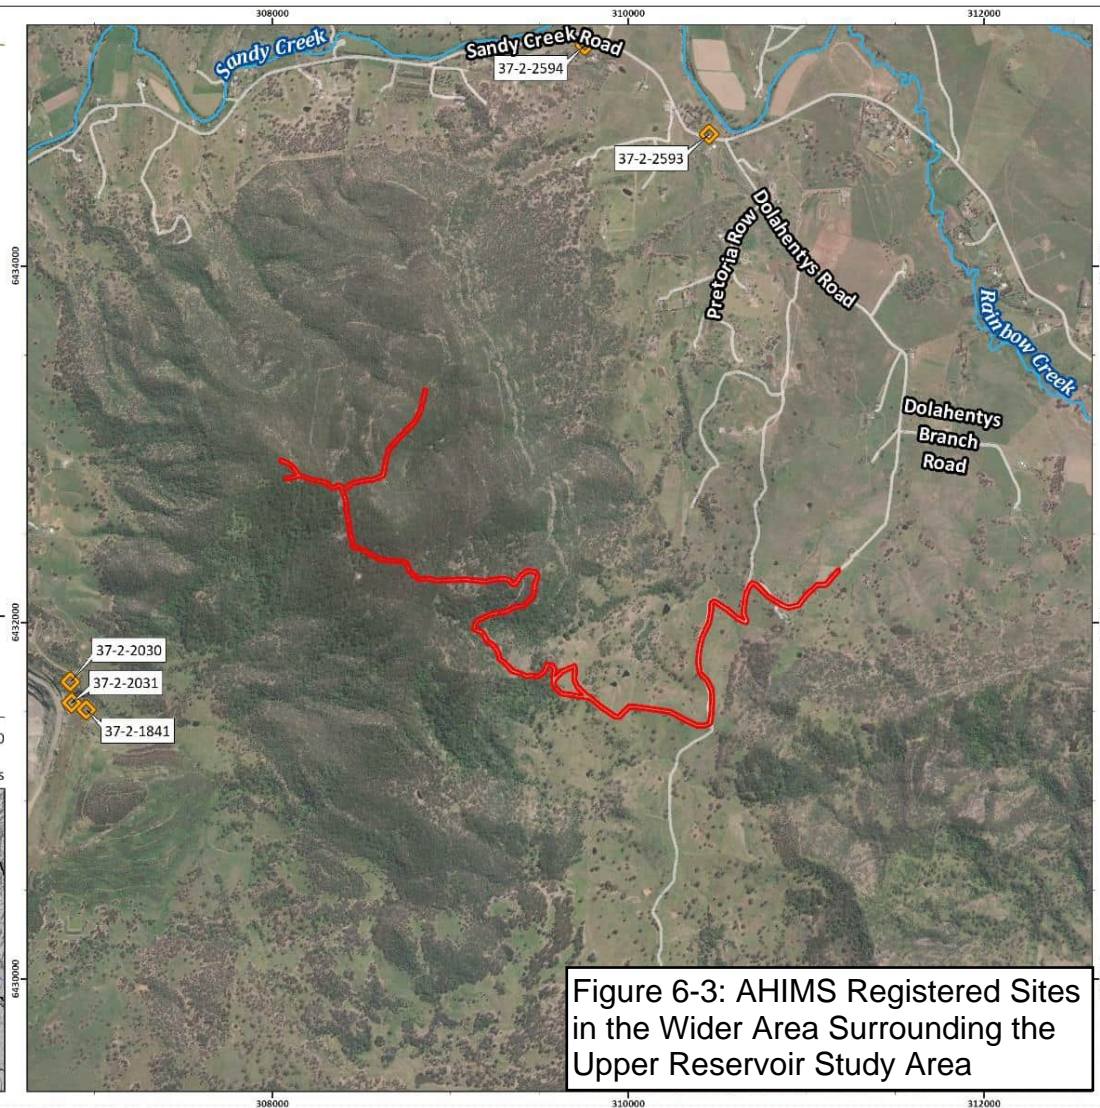 308000
310000
312000
Sandy Creek
Sandy Creek Road
37-2-2594
37-2-2593
Pretoria Row
Dolahentys Road
6434000
Rainbow Creek
Dolahentys
Branch
Road
6432000
37-2-2030
37-2-2031
37-2-1841
0
s
6430000
Figure 6-3: AHIMS Registered Sites
in the Wider Area Surrounding the
Upper Reservoir Study Area
308000
310000
312000